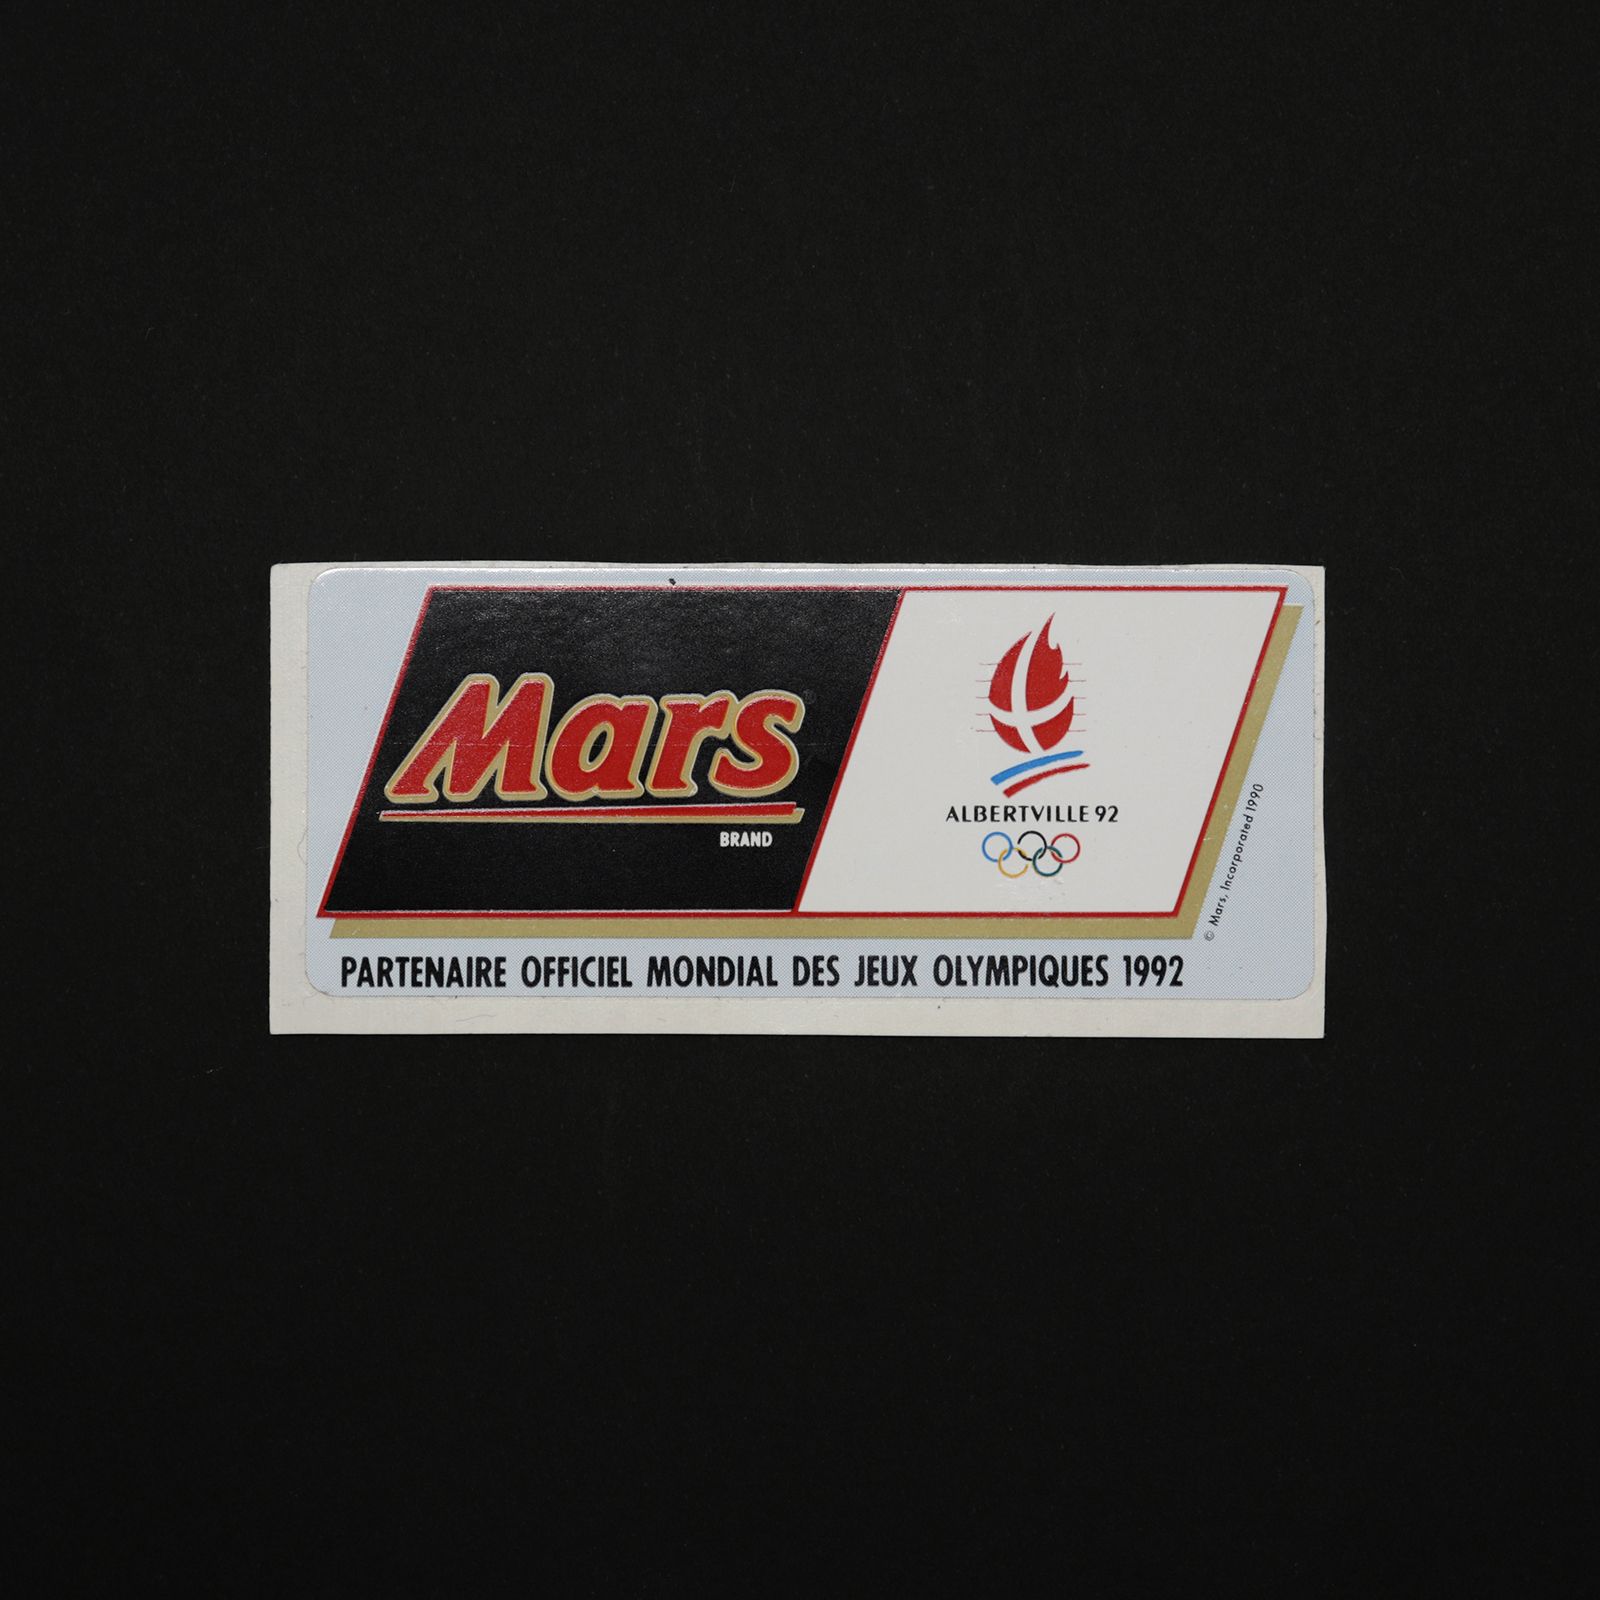 Mars
BRAND
ALBERTVILLE 92
© Mars, Incorporated 1990
PARTENAIRE OFFICIEL MONDIAL DES JEUX OLYMPIQUES 1992